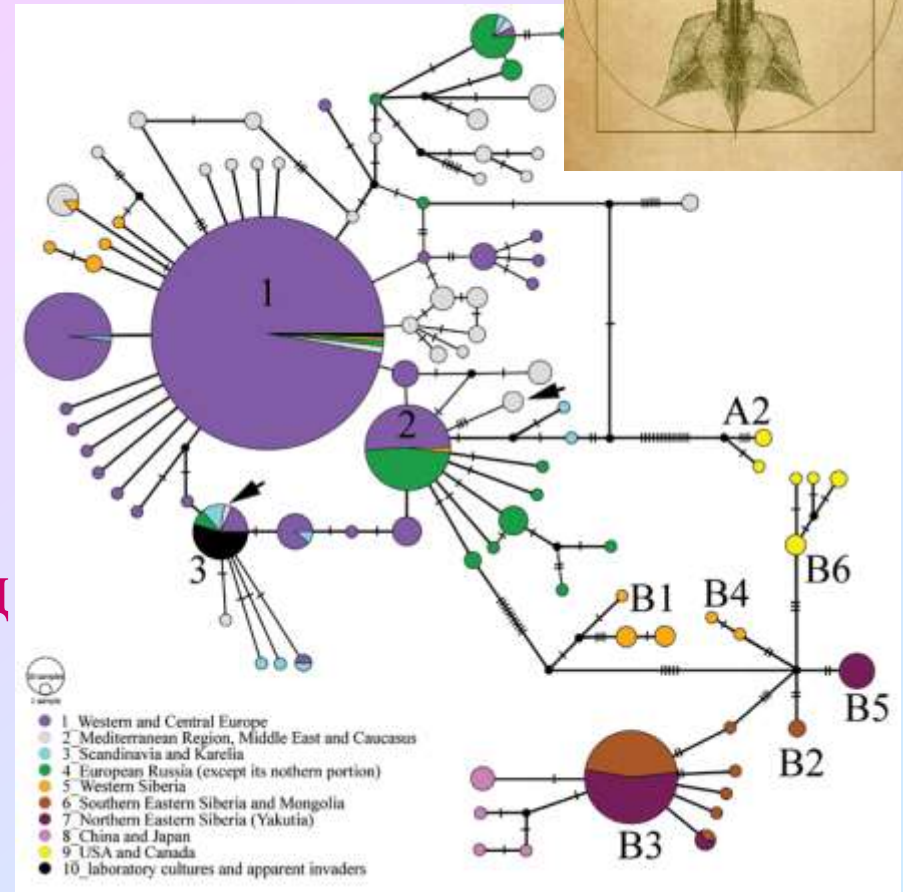 1
2
A2
3
B1
B4
B6
B5
B2
B3
1 sample
1_Western and Central Europe
2_Mediterranean Region, Middle East and Caucasus
3_Scandinavia and Karelia
4_European Russia (except its nothern portion)
5_Western Siberia
6_Southern Eastern Siberia and Mongolia
7_Northern Eastern Siberia (Yakutia)
8_China and Japan
9_USA and Canada
10_laboratory cultures and apparent invaders